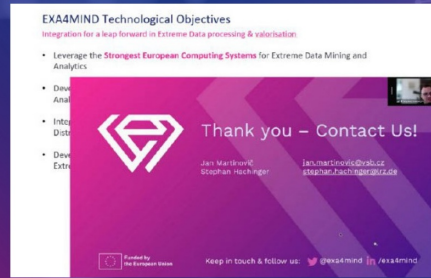 EXA4MIND Technological Objectives
Integration for a leap forward in Extreme Data processing & valorisation
• Leverage the Strongest European Computing Systems for Extreme Data Mining and
Analytics
• Deve
Anal
• Integ
Distr
• Deve
Extre
Thank you – Contact Us!
Jan Martinovič jan.martinovic@vsb.cz
Stephan Hachinger stephan.hachinger@lrz.de
Funded by
the European Union
Keep in touch & follow us: @exa4mind in /exa4mind